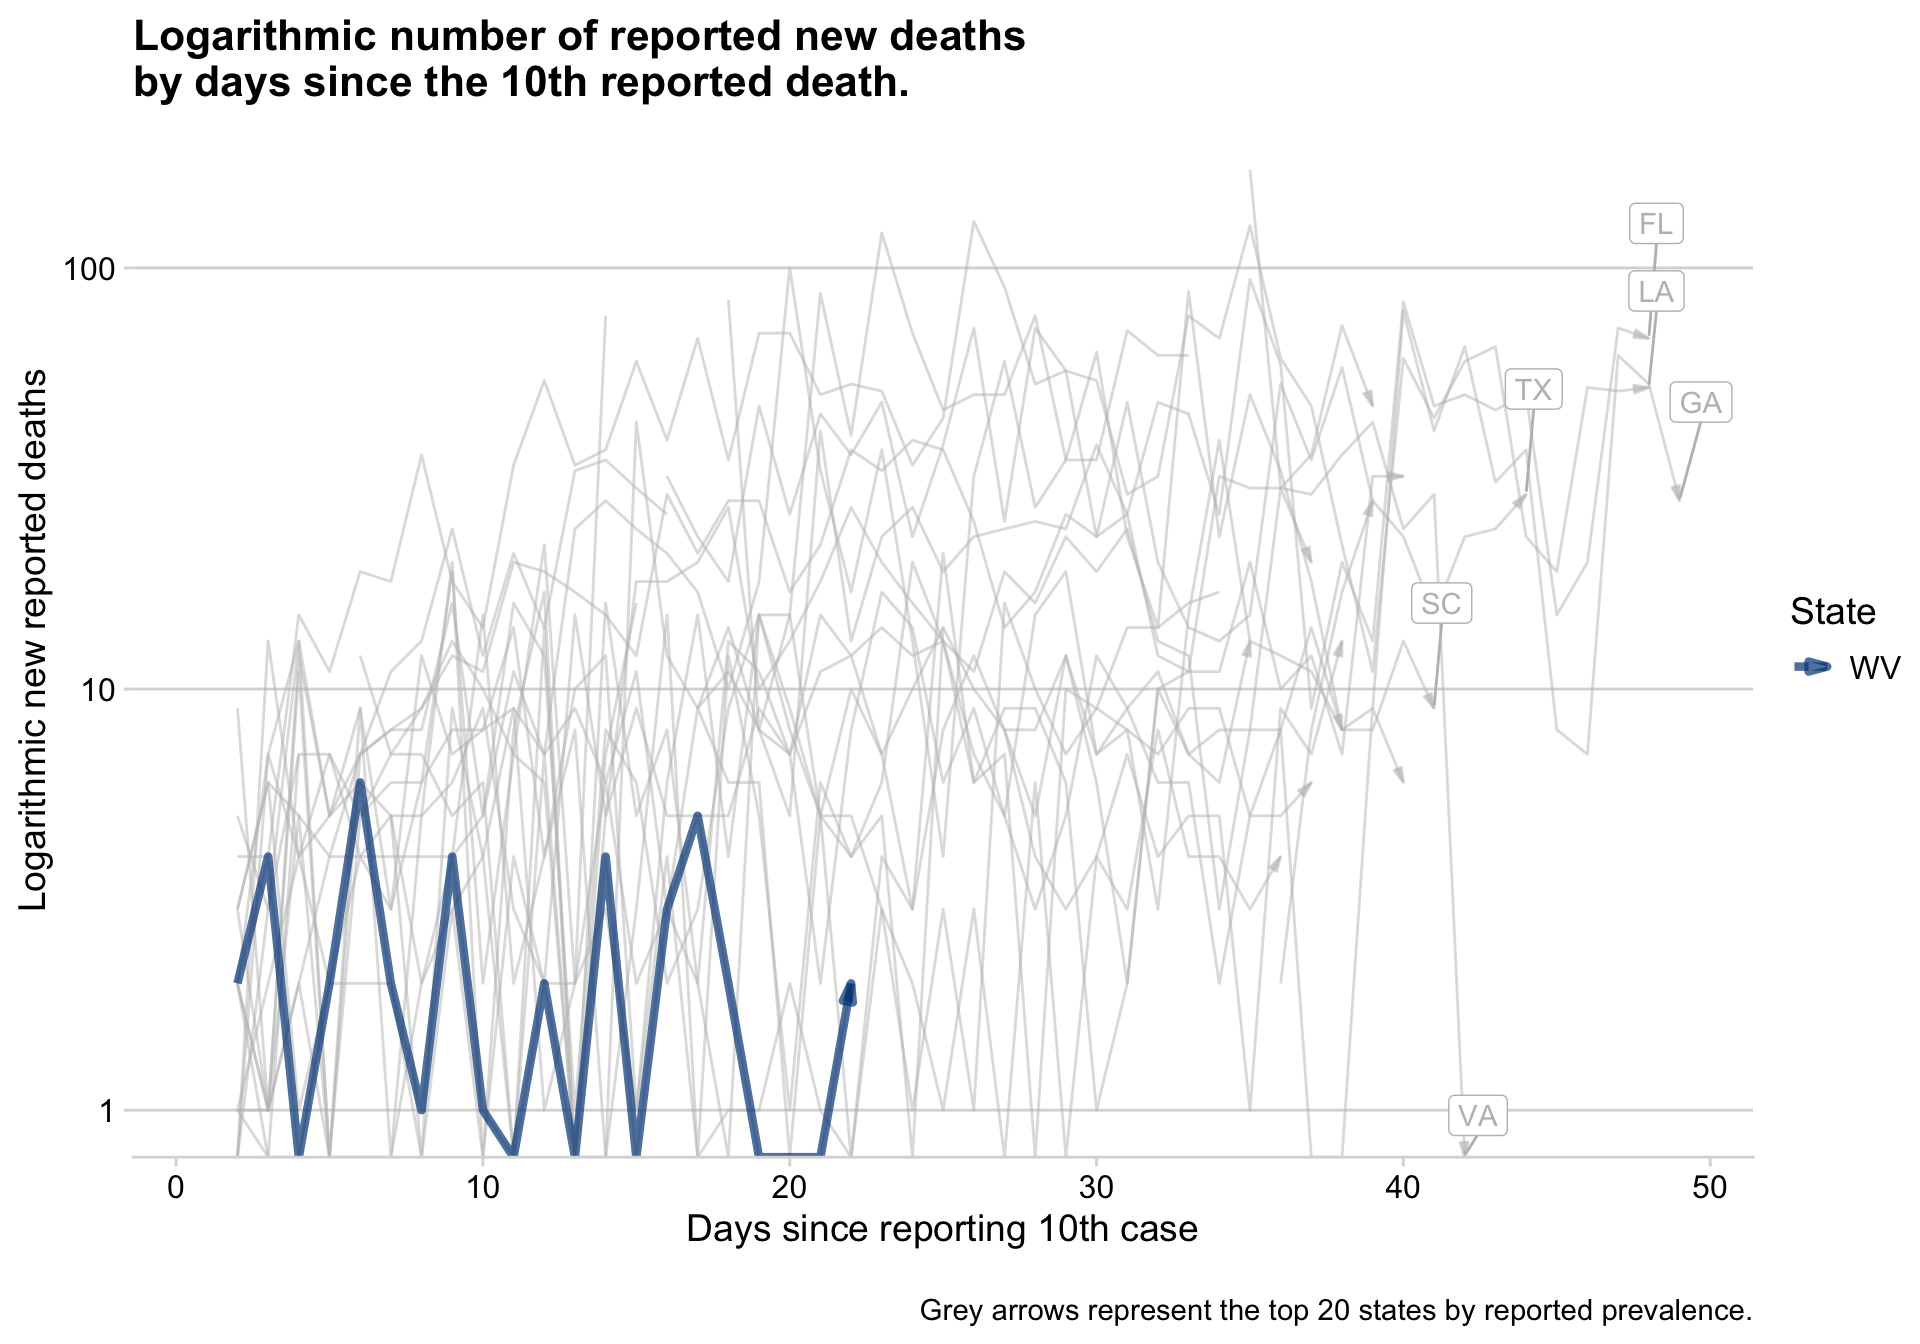 Logarithmic number of reported new deaths
by days since the 10th reported death.
Logarithmic new reported deaths
100
10
1
FL
LA
TX
GA
SC
VA
State
WV
0 10 20 30 40 50
Days since reporting 10th case
Grey arrows represent the top 20 states by reported prevalence.